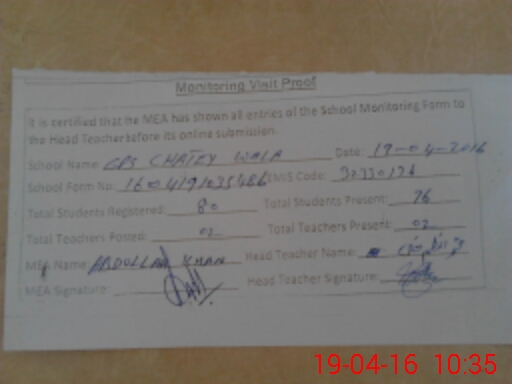 Monitoring Visit Proof
It is certified that the MEA has shown all entries of the School Monitoring Form to
the Head Teacher before its online submission.
School Name: GPS CHATEY WALA Date: 19-04-2016
School Form No: EMIS Code:
Total Students Registered: 80 Total Students Present: 76
Total Teachers Posted: 02 Total Teachers Present: 02
MEA Name: ABDULLAH KHAN Head Teacher Name:
MEA Signature: Head Teacher Signature:
19-04-16 10:35